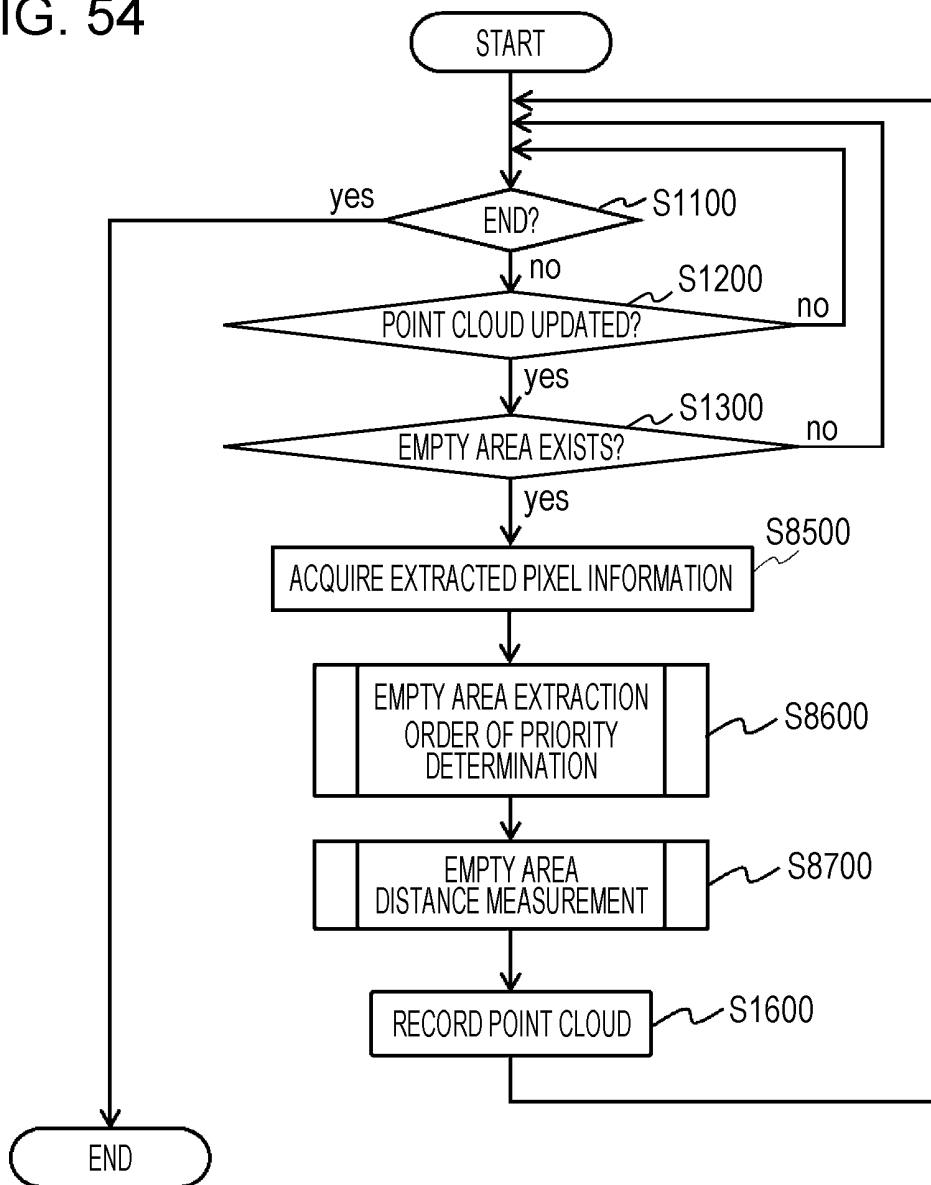 IG. 54
START
yes
END?
S1100
no
S1200
POINT CLOUD UPDATED?
no
yes
S1300
EMPTY AREA EXISTS?
no
yes
S8500
ACQUIRE EXTRACTED PIXEL INFORMATION
EMPTY AREA EXTRACTION
ORDER OF PRIORITY
DETERMINATION
S8600
EMPTY AREA
DISTANCE MEASUREMENT
S8700
RECORD POINT CLOUD
S1600
END